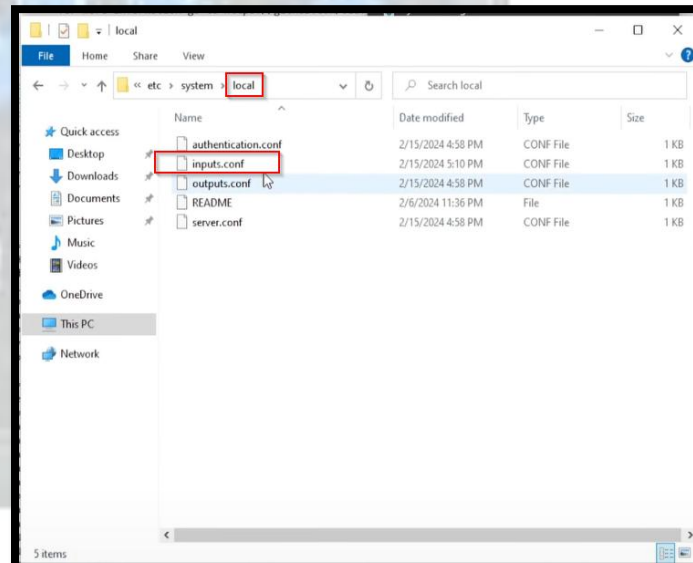 local
File Home Share View
« etc › system › local
Search local
Name Date modified Type Size
Quick access
Desktop
Downloads
Documents
Pictures
Music
Videos
OneDrive
This PC
Network
authentication.conf 2/15/2024 4:58 PM CONF File 1 KB
inputs.conf 2/15/2024 5:10 PM CONF File 1 KB
outputs.conf 2/15/2024 4:58 PM CONF File 1 KB
README 2/6/2024 11:36 PM File 1 KB
server.conf 2/15/2024 4:58 PM CONF File 1 KB
5 items